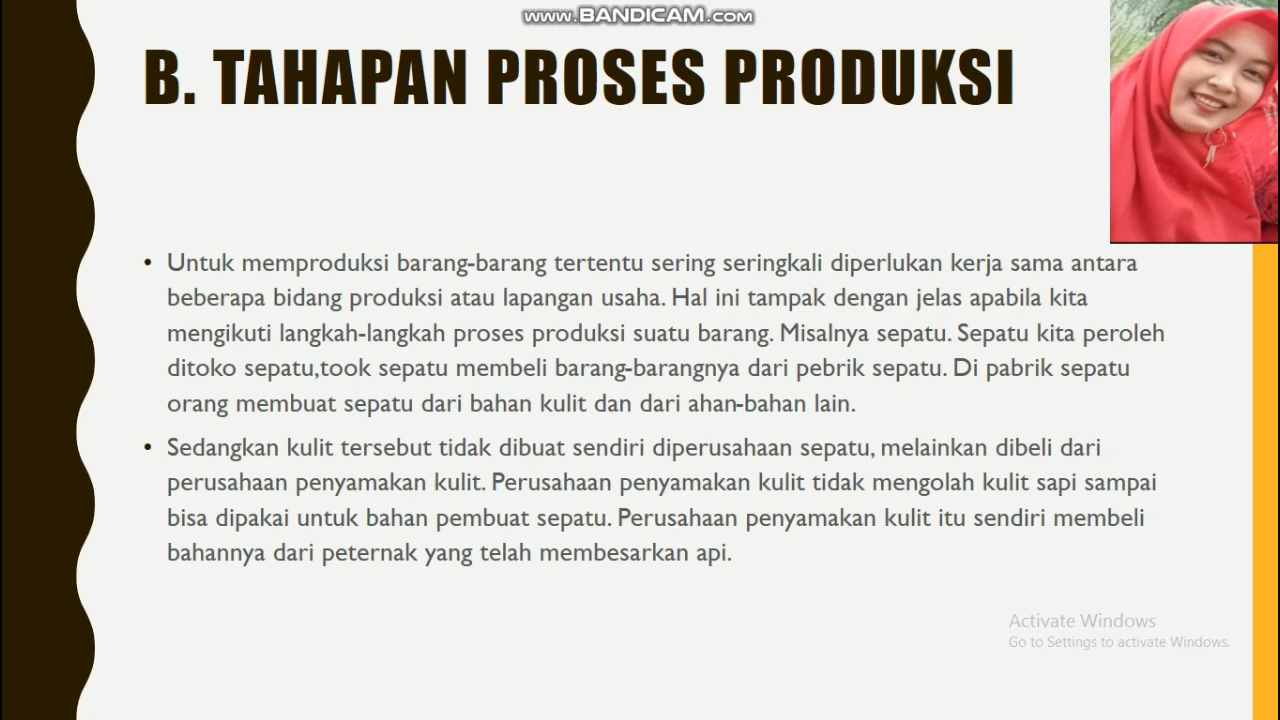 www.BANDICAM.com
B. TAHAPAN PROSES PRODUKSI
• Untuk memproduksi barang-barang tertentu sering seringkali diperlukan kerja sama antara
beberapa bidang produksi atau lapangan usaha. Hal ini tampak dengan jelas apabila kita
mengikuti langkah-langkah proses produksi suatu barang. Misalnya sepatu. Sepatu kita peroleh
ditoko sepatu,took sepatu membeli barang-barangnya dari pebrik sepatu. Di pabrik sepatu
orang membuat sepatu dari bahan kulit dan dari ahan-bahan lain.
• Sedangkan kulit tersebut tidak dibuat sendiri diperusahaan sepatu, melainkan dibeli dari
perusahaan penyamakan kulit. Perusahaan penyamakan kulit tidak mengolah kulit sapi sampai
bisa dipakai untuk bahan pembuat sepatu. Perusahaan penyamakan kulit itu sendiri membeli
bahannya dari peternak yang telah membesarkan api.
Activate Windows
Go to Settings to activate Windows.